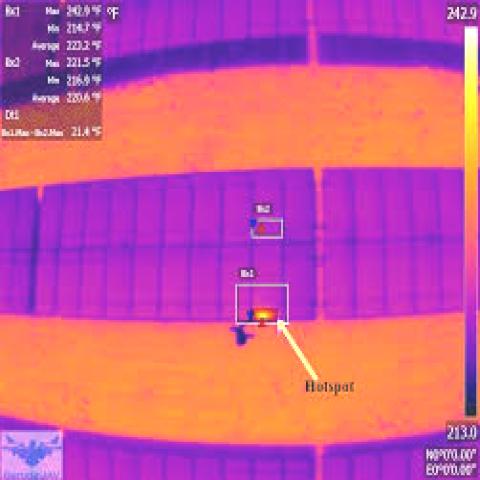 Bx1 Max 242.9 °F
Min 214.7 °F
Average 223.2 °F
Bx2 Max 221.5 °F
Min 216.8 °F
Average 220.6 °F
Dt1
Bx1.Max-Bx2.Max 21.4 °F
°F
242.9
Bx2
Bx1
Hotspot
213.0
N0°0'0.00"
E0°0'0.00"